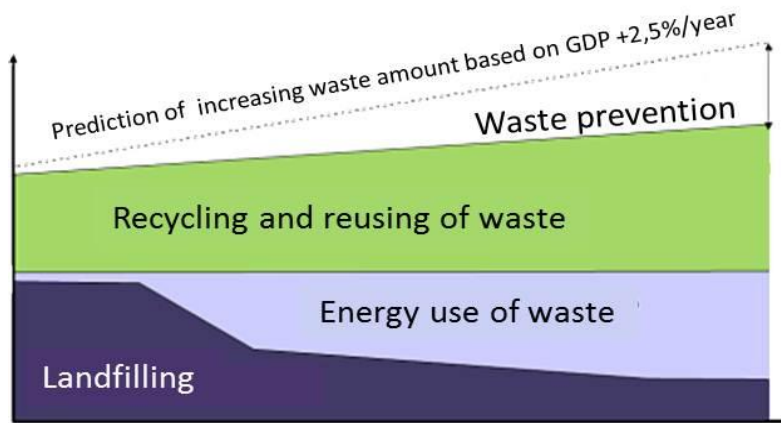 Prediction of increasing waste amount based on GDP +2,5%/year
Waste prevention
Recycling and reusing of waste
Energy use of waste
Landfilling